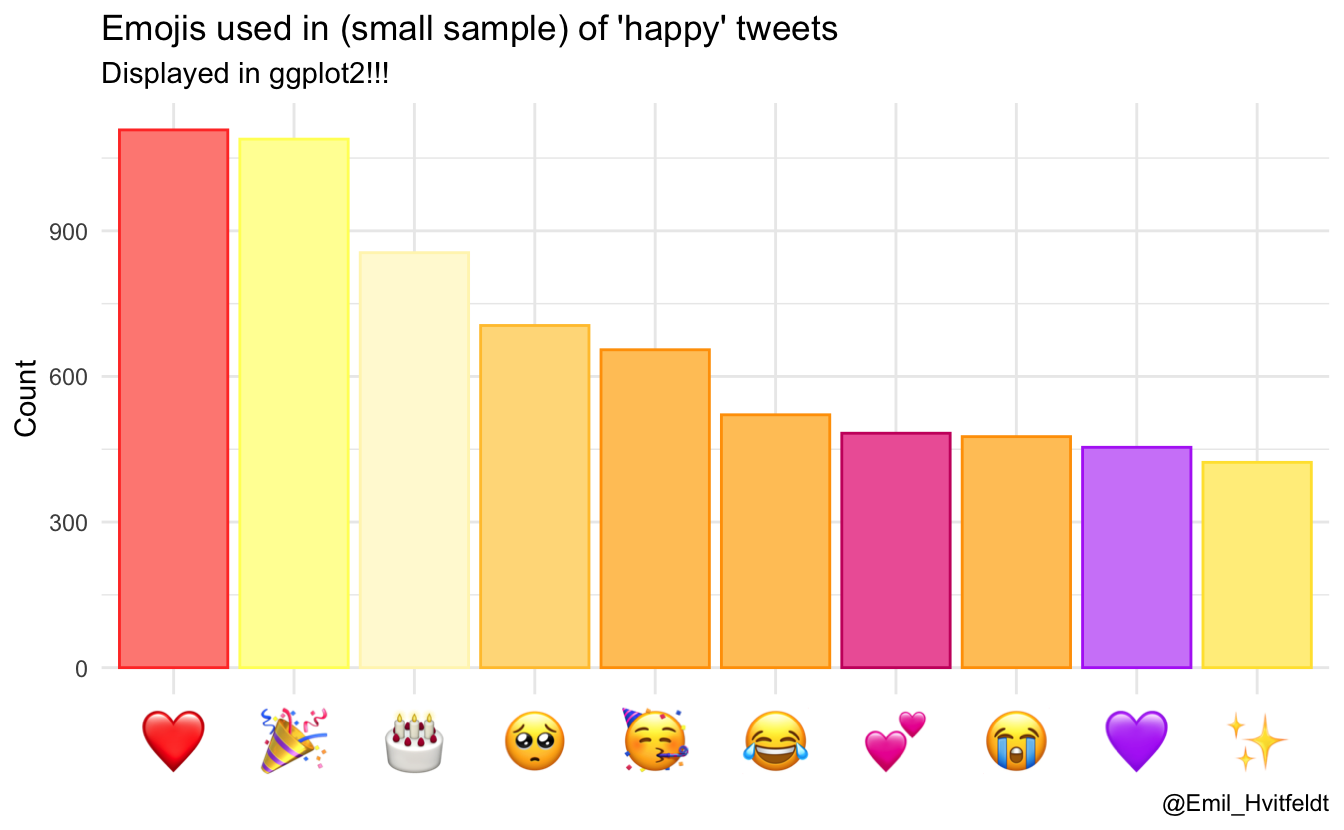 Emojis used in (small sample) of 'happy' tweets
Displayed in ggplot2!!!
Count
900
600
300
0
❤️ 🎉 🎂 🥺 🥳 😂 💕 😭 💜 ✨
@Emil_Hvitfeldt